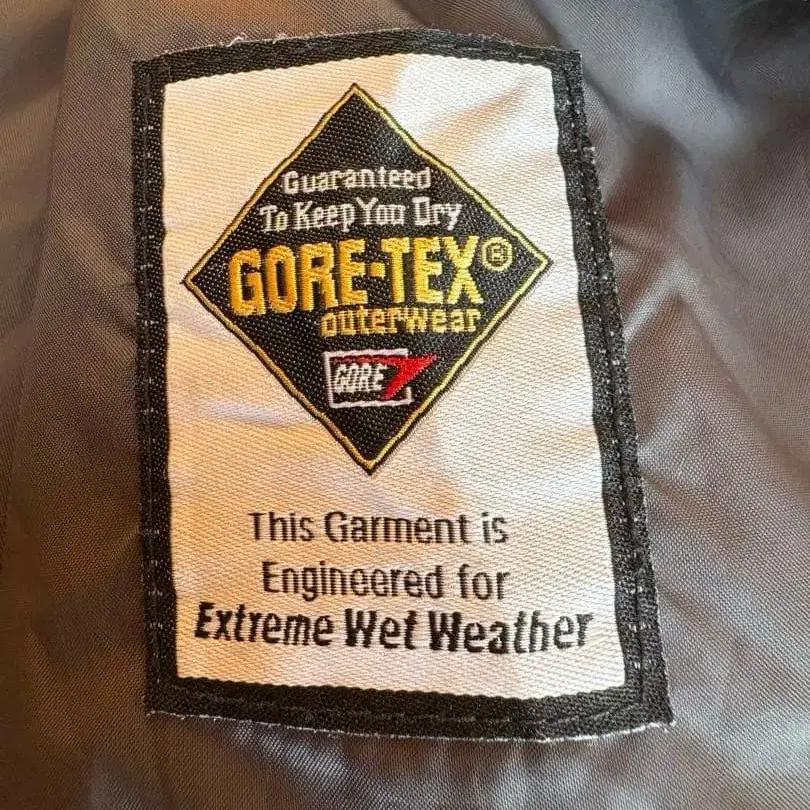 Guaranteed
To Keep You Dry
GORE-TEX®
outerwear
GORE
This Garment is
Engineered for
Extreme Wet Weather